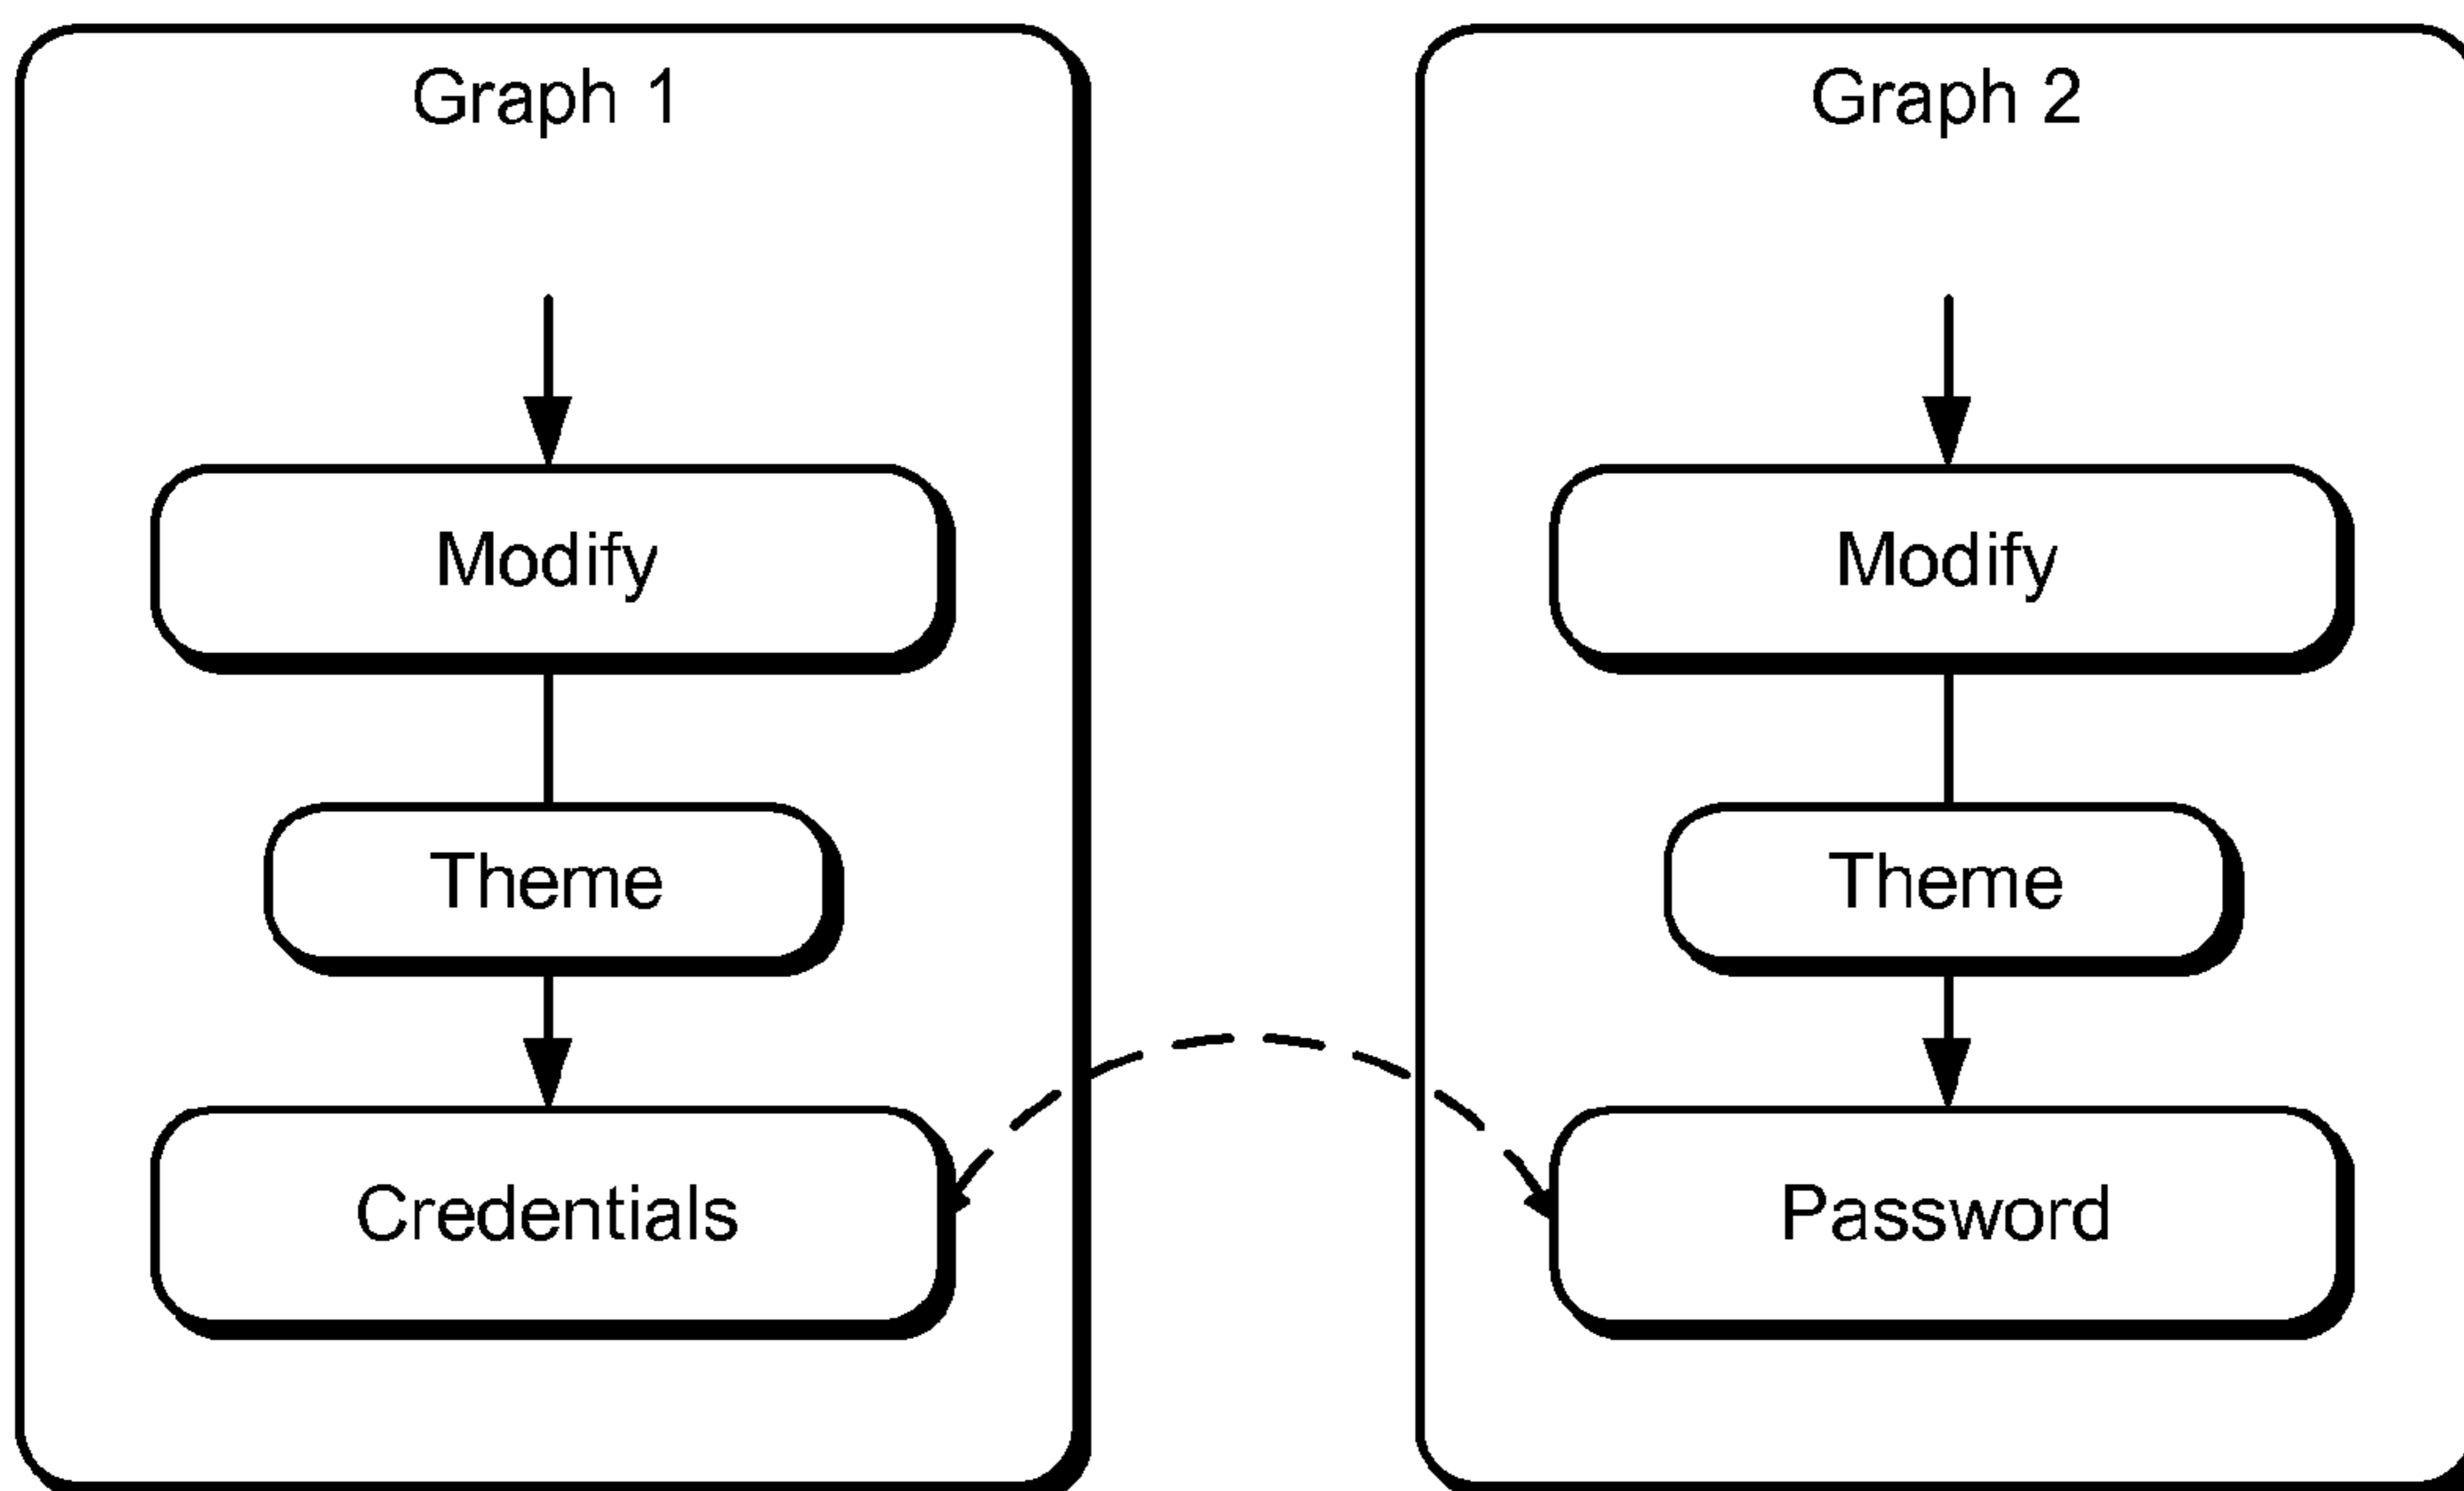 Graph 1
Modify
Theme
Credentials
Graph 2
Modify
Theme
Password